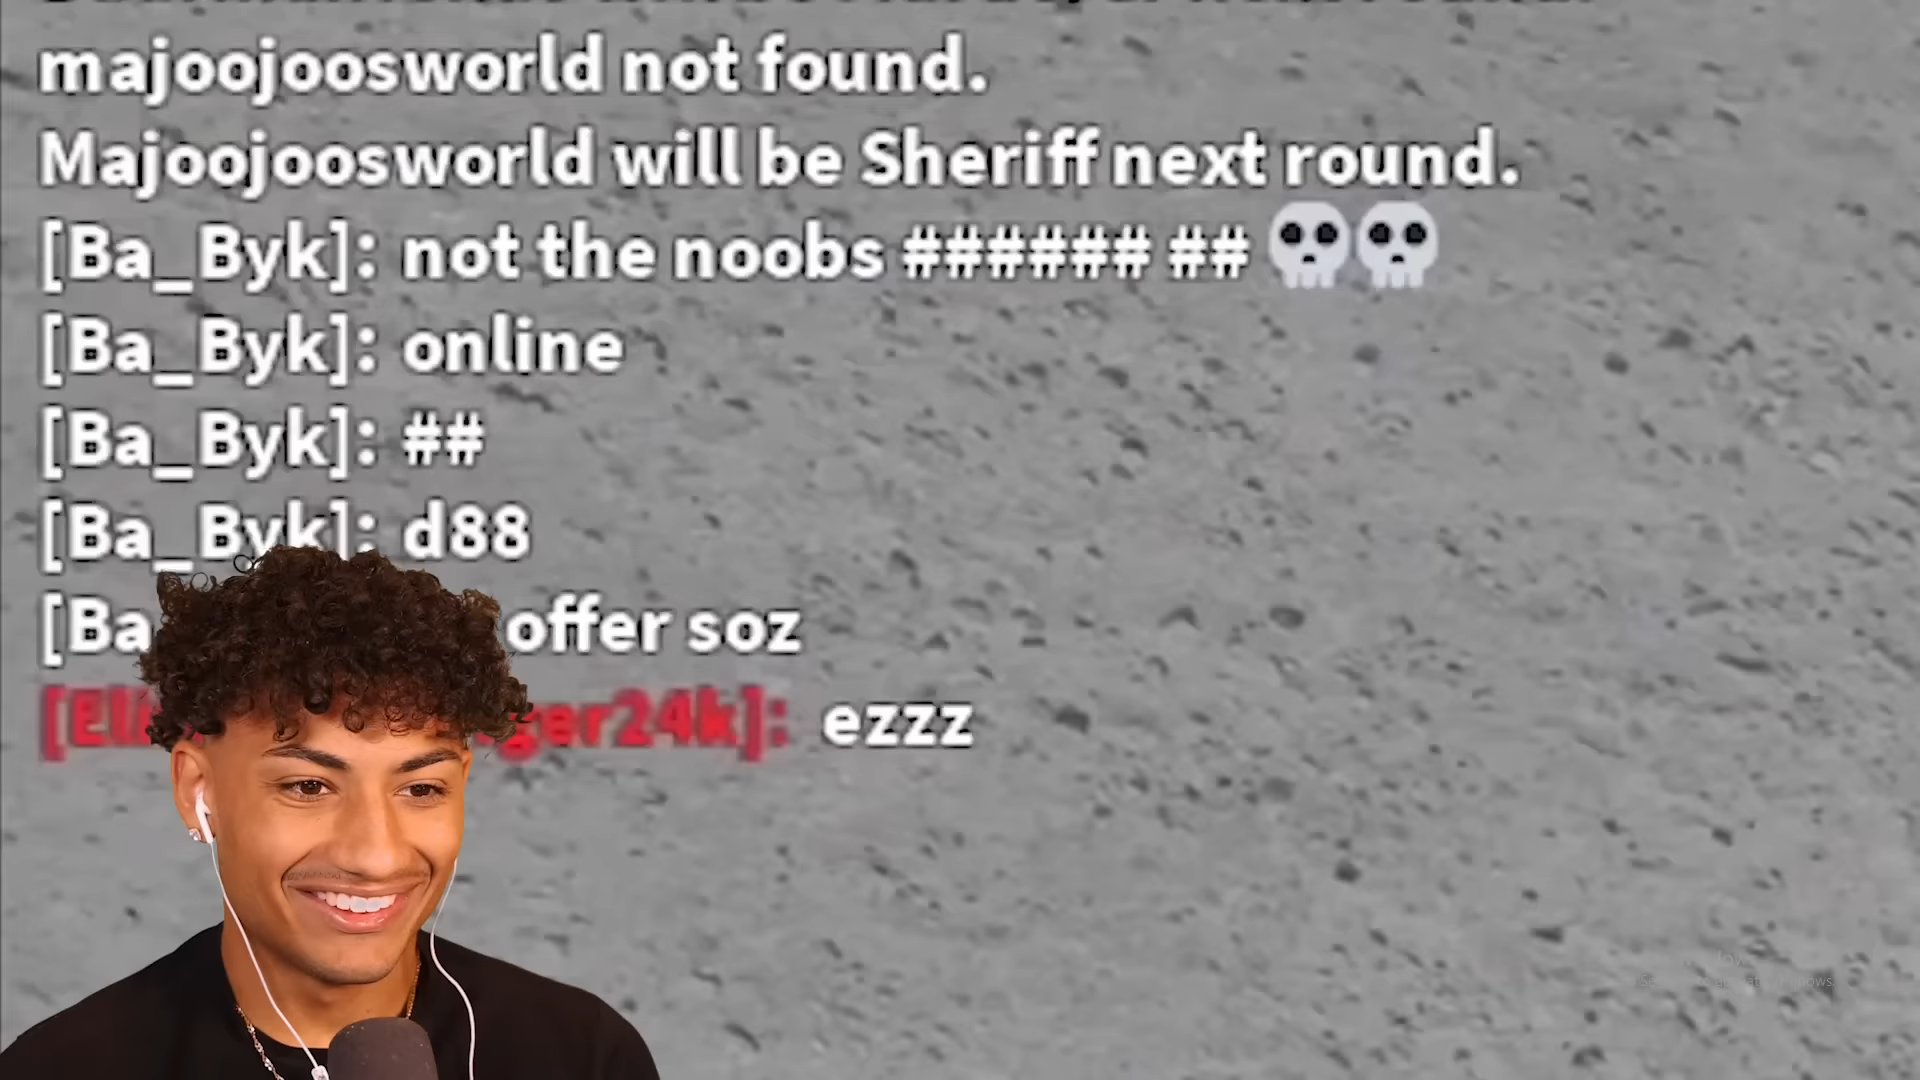 majoojoosworld not found.
Majoojoosworld will be Sheriff next round.
[Ba_Byk]: not the noobs ###### ## 💀💀
[Ba_Byk]: online
[Ba_Byk]: ##
[Ba_Byk]: d88
[Ba offer soz
ezzz